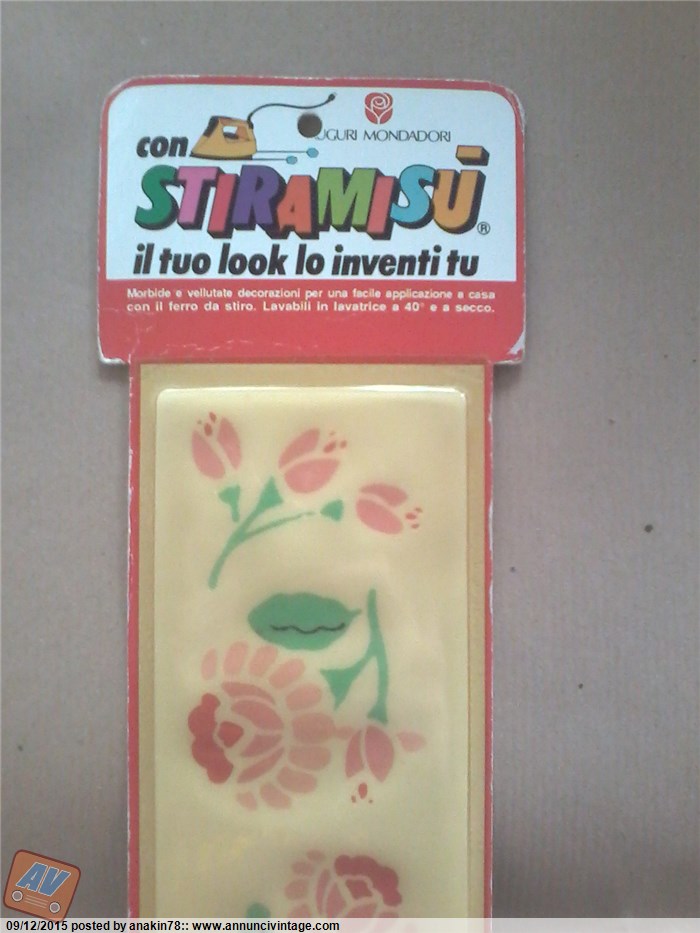 con
UGURI MONDADORI
STIRAMISÙ®
il tuo look lo inventi tu
Morbide e vellutate decorazioni per una facile applicazione a casa
con il ferro da stiro. Lavabili in lavatrice a 40° e a secco.
AV
09/12/2015 posted by anakin78:: www.annuncivintage.com